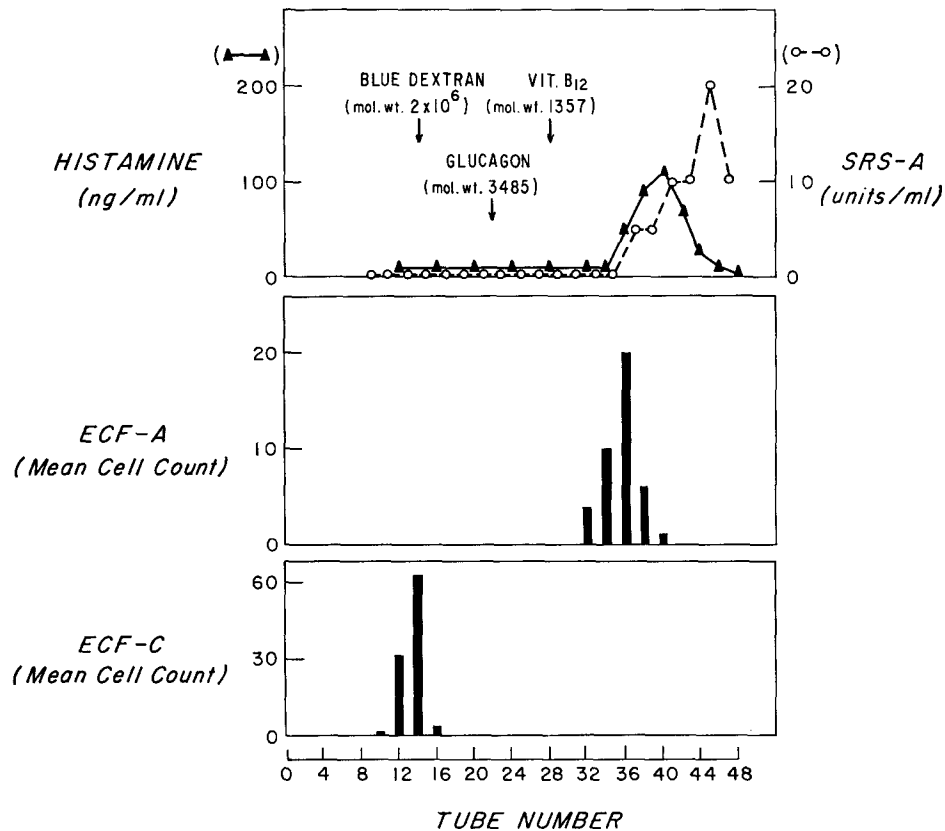 (▲—▲)
(o--o)
BLUE DEXTRAN
(mol. wt. 2x10⁶)
VIT. B₁₂
(mol. wt. 1357)
GLUCAGON
(mol. wt. 3485)
HISTAMINE
(ng/ml)
200
100
0
20
10
0
SRS-A
(units/ml)
ECF-A
(Mean Cell Count)
20
10
0
ECF-C
(Mean Cell Count)
60
30
0
0 4 8 12 16 20 24 28 32 36 40 44 48
TUBE NUMBER